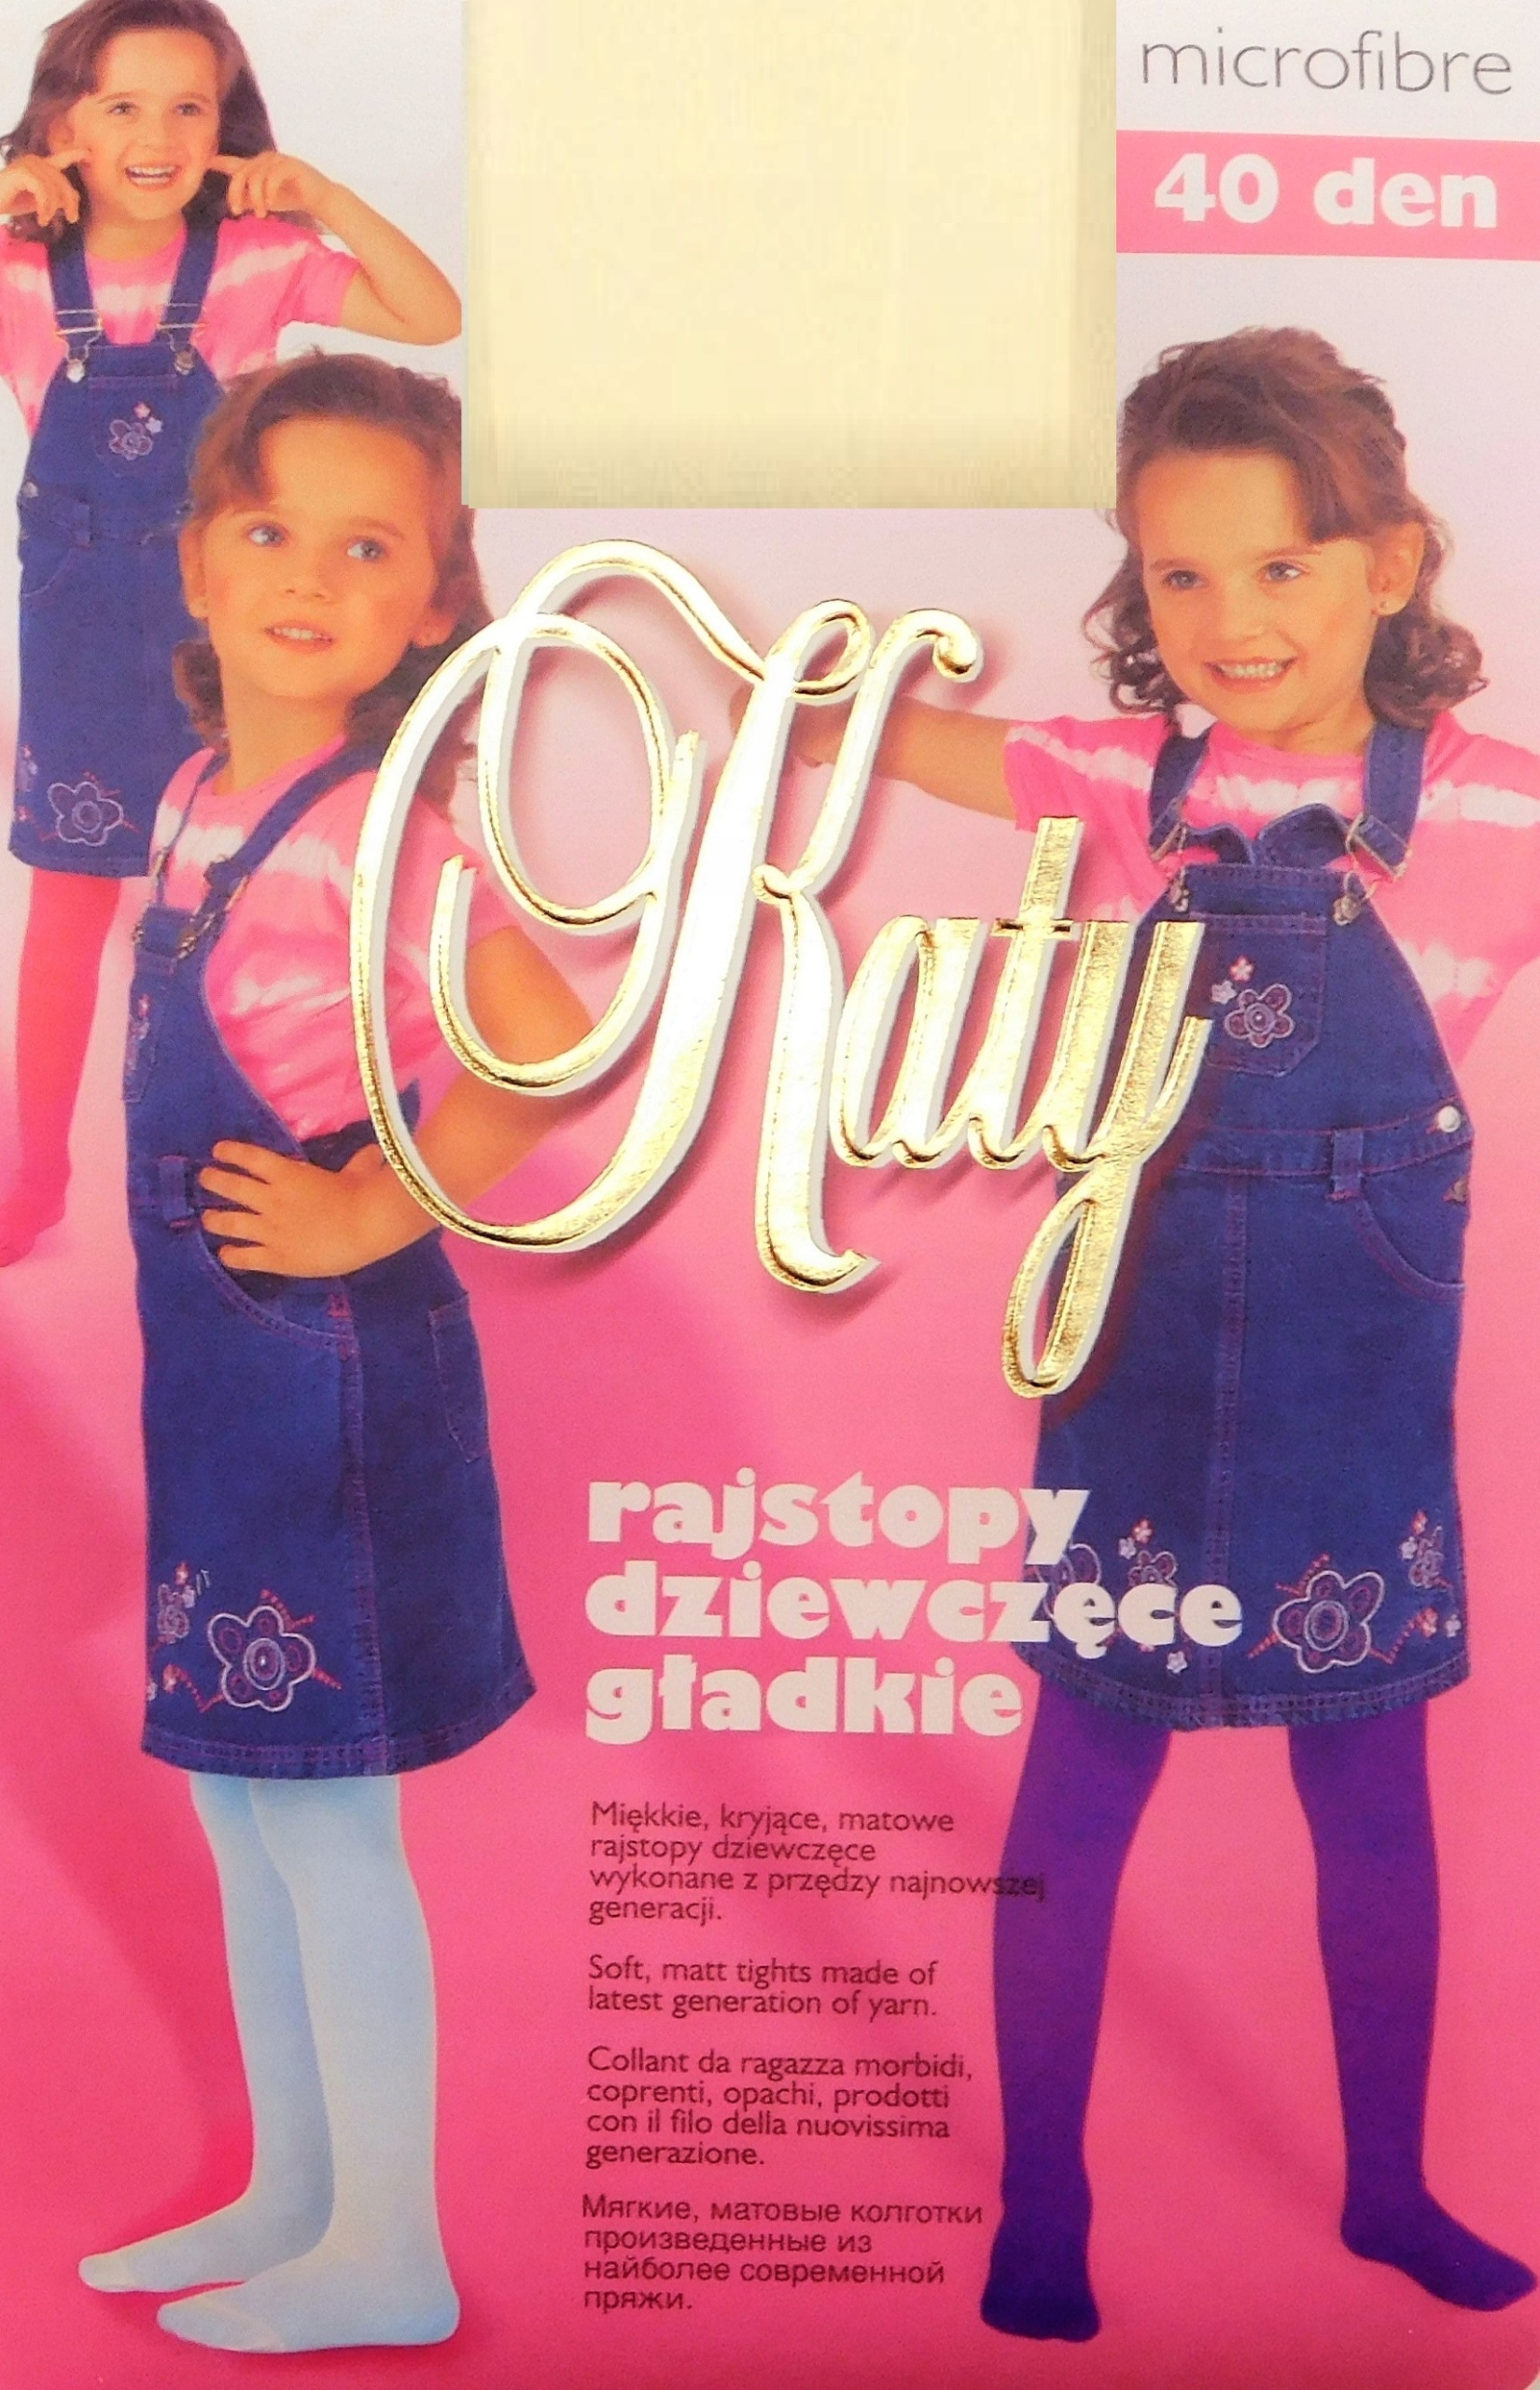 microfibre
40 den
Katy
rajstopy
dziewczęce
gładkie
Miękkie, kryjące, matowe
rajstopy dziewczęce
wykonane z przędzy najnowszej
generacji.
Soft, matt tights made of
latest generation of yarn.
Collant da ragazza morbidi,
coprenti, opachi, prodotti
con il filo della nuovissima
generazione.
Мягкие, матовые колготки
произведенные из
найболее современной
пряжи.